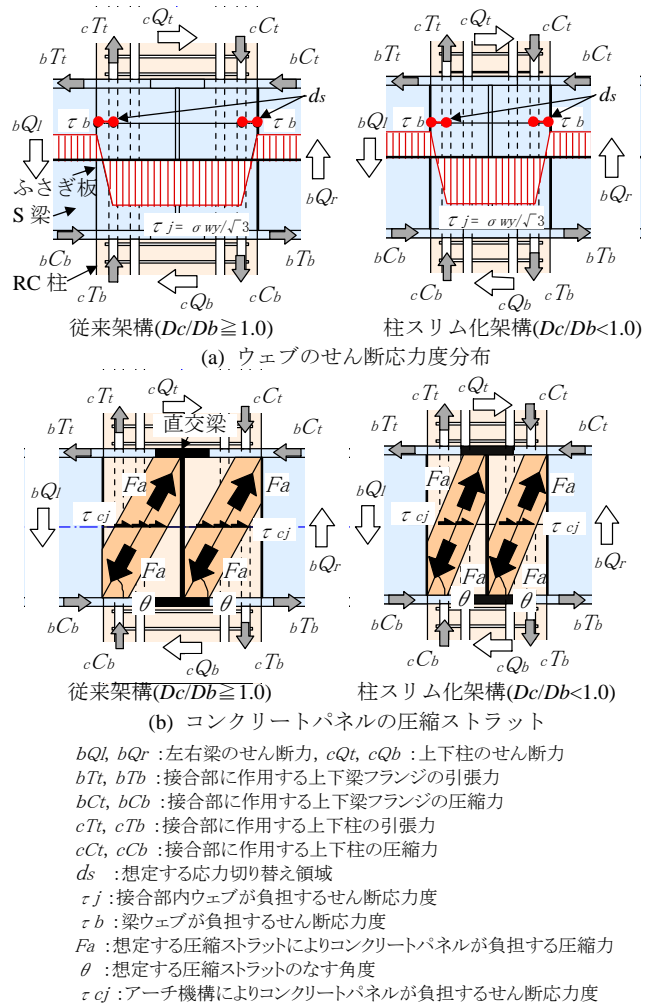 cQt
cTt
cCt
bTt
bCt
ds
τb
τb
bQl
bQr
ふさぎ板
S 梁
τj= σwy/√3
bCb
bTb
RC 柱
cTb
cQb
cCb
従来架構(Dc/Db≧1.0)
cQt
cTt
cCt
bTt
bCt
ds
τb
τb
bQl
bQr
τj= σwy/√3
bCb
bTb
cTb
cQb
cCb
柱スリム化架構(Dc/Db<1.0)
(a) ウェブのせん断応力度分布
cQt
cTt
cCt
直交梁
bTt
bCt
Fa
Fa
bQl
τcj
τcj
bQr
Fa
Fa
θ
θ
bCb
bTb
cCb
cQb
cTb
従来架構(Dc/Db≧1.0)
cQt
cTt
cCt
bTt
bCt
Fa
Fa
bQl
τcj
τcj
bQr
Fa
Fa
θ
θ
bCb
bTb
cCb
cQb
cTb
柱スリム化架構(Dc/Db<1.0)
(b) コンクリートパネルの圧縮ストラット
bQl, bQr :左右梁のせん断力, cQt, cQb :上下柱のせん断力
bTt, bTb :接合部に作用する上下梁フランジの引張力
bCt, bCb :接合部に作用する上下梁フランジの圧縮力
cTt, cTb :接合部に作用する上下柱の引張力
cCt, cCb :接合部に作用する上下柱の圧縮力
ds :想定する応力切り替え領域
τj :接合部内ウェブが負担するせん断応力度
τb :梁ウェブが負担するせん断応力度
Fa :想定する圧縮ストラットによりコンクリートパネルが負担する圧縮力
θ :想定する圧縮ストラットのなす角度
τcj :アーチ機構によりコンクリートパネルが負担するせん断応力度